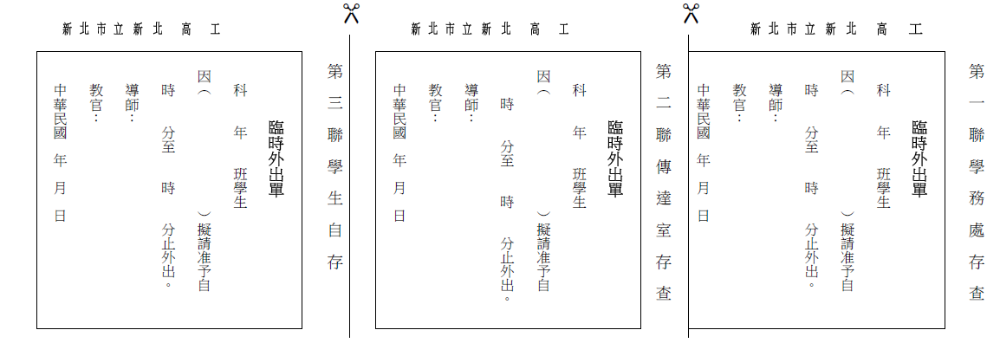 新北市立新北高工
第一聯學務處存查
臨時外出單
科 年 班學生
因( )擬請准予自
時 分至 時 分止外出。
導師：
教官：
中華民國 年 月 日
新北市立新北高工
第二聯傳達室存查
臨時外出單
科 年 班學生
因( )擬請准予自
時 分至 時 分止外出。
導師：
教官：
中華民國 年 月 日
新北市立新北高工
第三聯學生自存
臨時外出單
科 年 班學生
因( )擬請准予自
時 分至 時 分止外出。
導師：
教官：
中華民國 年 月 日